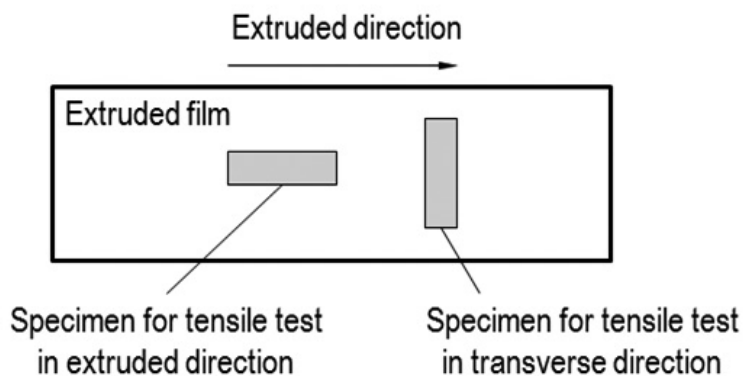 Extruded direction
Extruded film
Specimen for tensile test
in extruded direction
Specimen for tensile test
in transverse direction